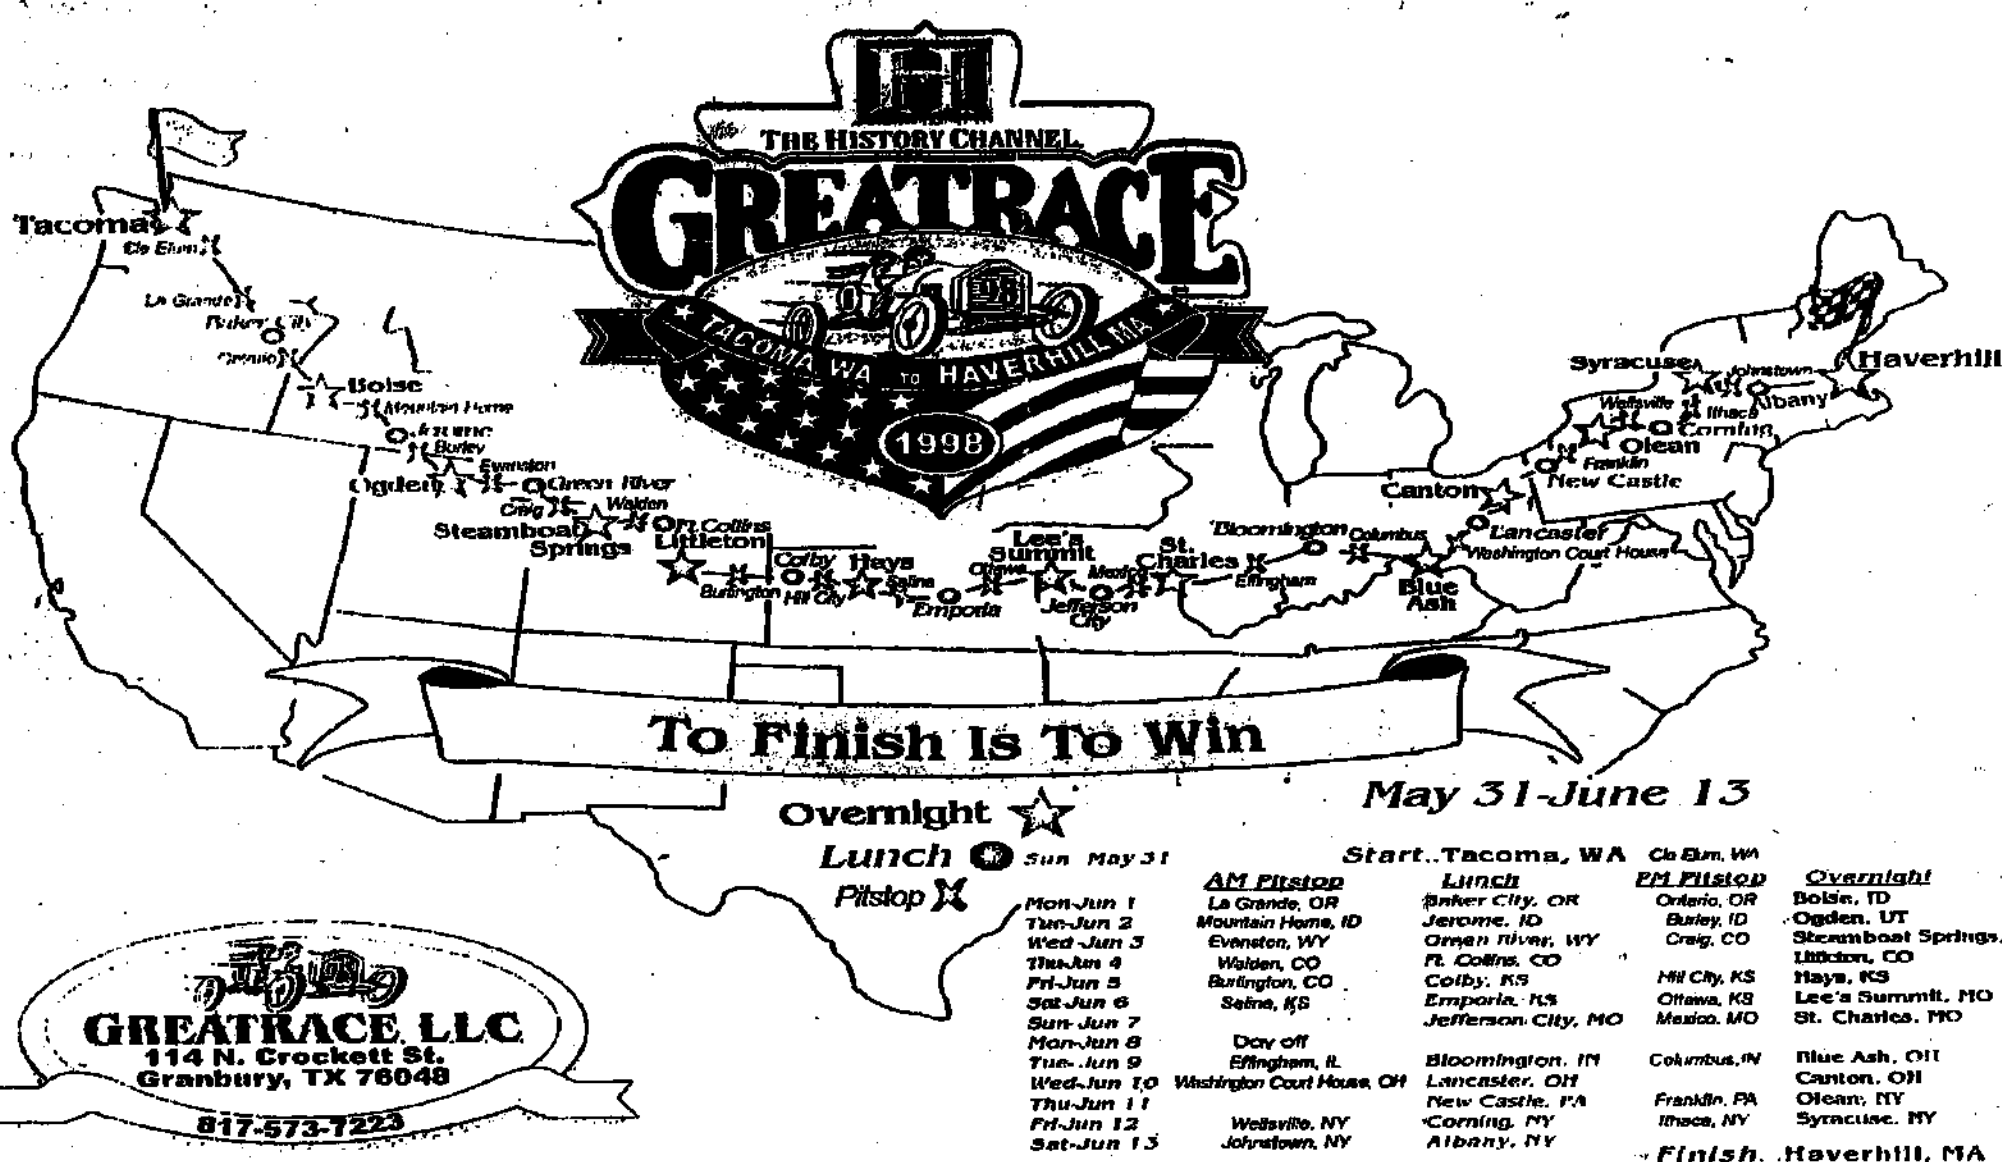 THE HISTORY CHANNEL
GREATRACE
98
TACOMA, WA TO HAVERHILL, MA
1998
Tacoma
Cle Elum
La Grande
Baker City
Ontario
Boise
Mountain Home
Jerome
Burley
Ogden
Evanston
Green River
Craig
Walden
Steamboat
Springs
Ft. Collins
Littleton
Burlington
Colby
Hill City
Hays
Salina
Emporia
Ottawa
Lee's
Summit
Jefferson
City
Mexico
St.
Charles
Effingham
Bloomington
Columbus
Blue
Ash
Washington Court House
Lancaster
Canton
New Castle
Franklin
Olean
Wellsville
Corning
Ithaca
Syracuse
Johnstown
Albany
Haverhill
To Finish Is To Win
May 31-June 13
Overnight
Lunch
Pitstop
Sun May 31 Start..Tacoma, WA Cle Elum, WA
AM Pitstop Lunch PM Pitstop Overnight
Mon-Jun 1 La Grande, OR Baker City, OR Ontario, OR Boise, ID
Tue-Jun 2 Mountain Home, ID Jerome, ID Burley, ID Ogden, UT
Wed-Jun 3 Evanston, WY Green River, WY Craig, CO Steamboat Springs,
Thu-Jun 4 Walden, CO Ft. Collins, CO Littleton, CO
Fri-Jun 5 Burlington, CO Colby, KS Hill City, KS Hays, KS
Sat-Jun 6 Salina, KS Emporia, KS Ottawa, KS Lee's Summit, MO
Sun-Jun 7 Jefferson City, MO Mexico, MO St. Charles, MO
Mon-Jun 8 Day off
Tue-Jun 9 Effingham, IL Bloomington, IN Columbus, IN Blue Ash, OH
Wed-Jun 10 Washington Court House, OH Lancaster, OH Canton, OH
Thu-Jun 11 New Castle, PA Franklin, PA Olean, NY
Fri-Jun 12 Wellsville, NY Corning, NY Ithaca, NY Syracuse, NY
Sat-Jun 13 Johnstown, NY Albany, NY
Finish..Haverhill, MA
GREATRACE, LLC
114 N. Crockett St.
Granbury, TX 76048
817-573-7223